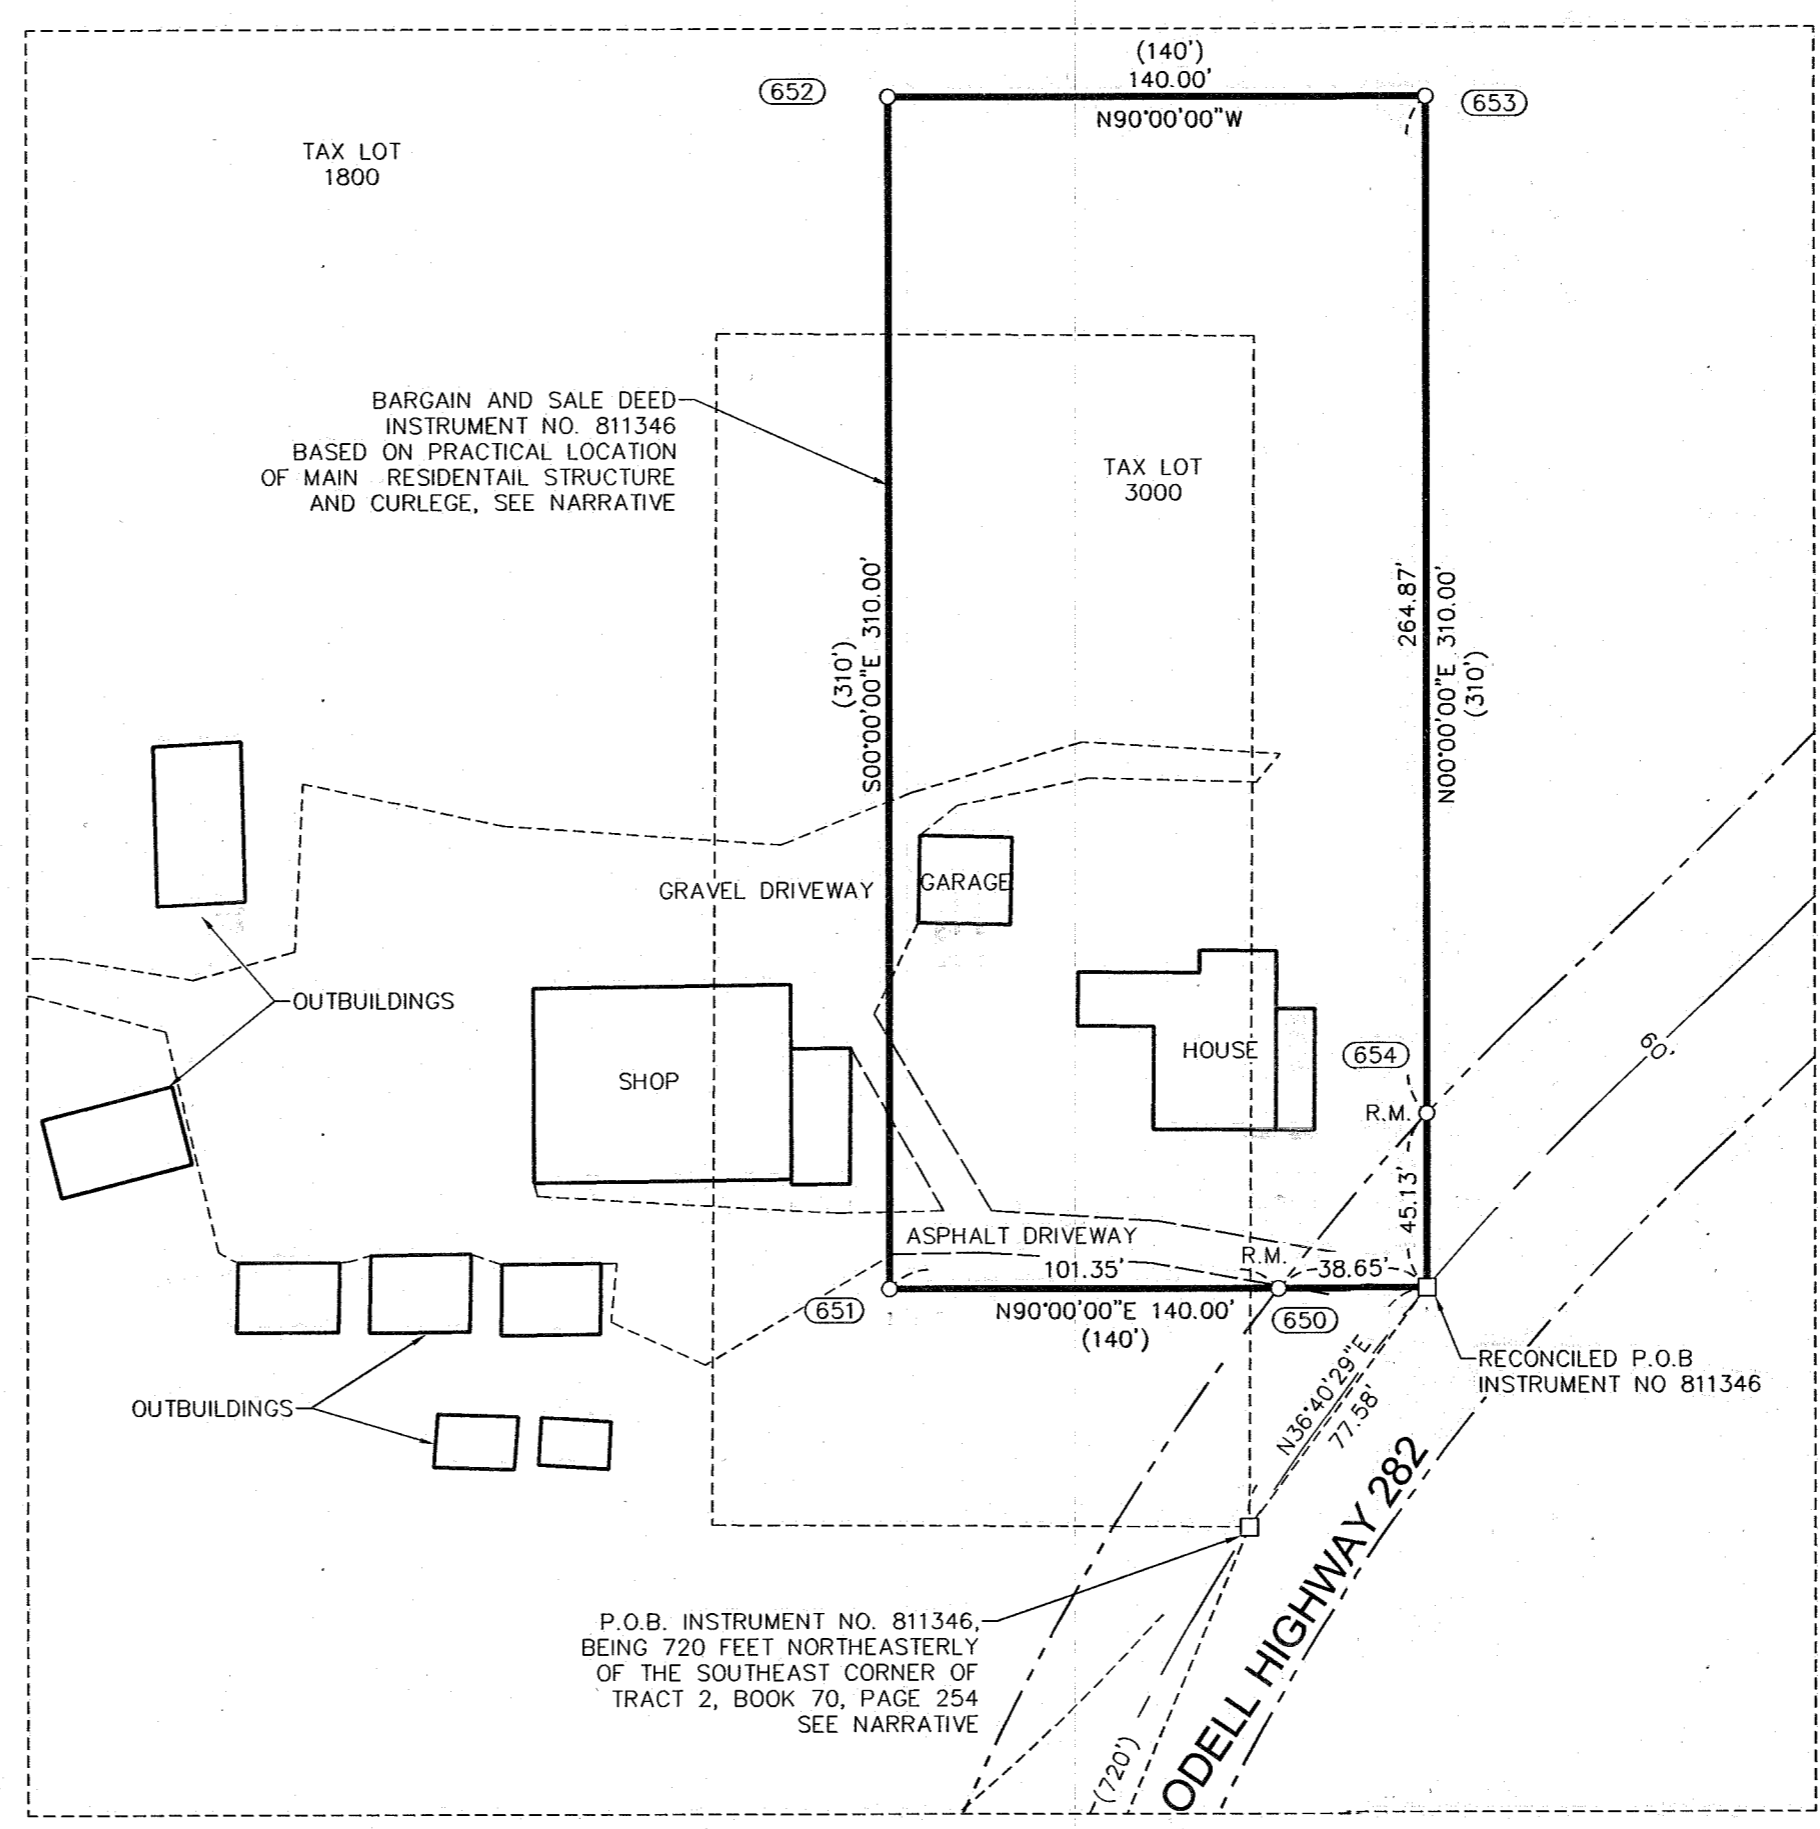 (140')
140.00'
N90°00'00"W
652
653
TAX LOT
1800
BARGAIN AND SALE DEED
INSTRUMENT NO. 811346
BASED ON PRACTICAL LOCATION
OF MAIN RESIDENTAIL STRUCTURE
AND CURLEGE, SEE NARRATIVE
TAX LOT
3000
(310')
S00°00'00"E 310.00'
264.87'
N00°00'00"E 310.00'
(310')
GRAVEL DRIVEWAY
GARAGE
OUTBUILDINGS
SHOP
HOUSE
654
R.M.
60'
45.13'
ASPHALT DRIVEWAY
R.M.
101.35'
38.65'
651
N90°00'00"E 140.00'
(140')
650
RECONCILED P.O.B
INSTRUMENT NO 811346
N36°40'29"E
77.58'
OUTBUILDINGS
ODELL HIGHWAY 282
P.O.B. INSTRUMENT NO. 811346,
BEING 720 FEET NORTHEASTERLY
OF THE SOUTHEAST CORNER OF
TRACT 2, BOOK 70, PAGE 254
SEE NARRATIVE
(720')